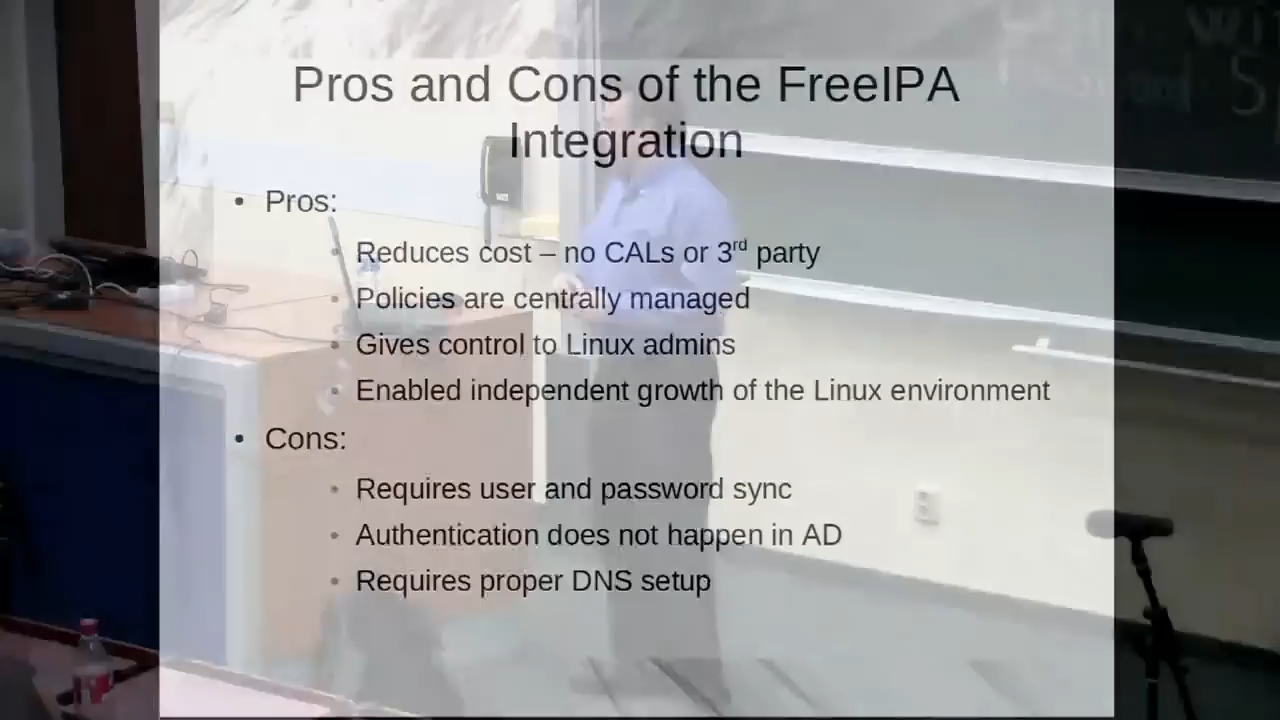 Pros and Cons of the FreeIPA
Integration
• Pros:
• Reduces cost – no CALs or 3rd party
• Policies are centrally managed
• Gives control to Linux admins
• Enabled independent growth of the Linux environment
• Cons:
• Requires user and password sync
• Authentication does not happen in AD
• Requires proper DNS setup